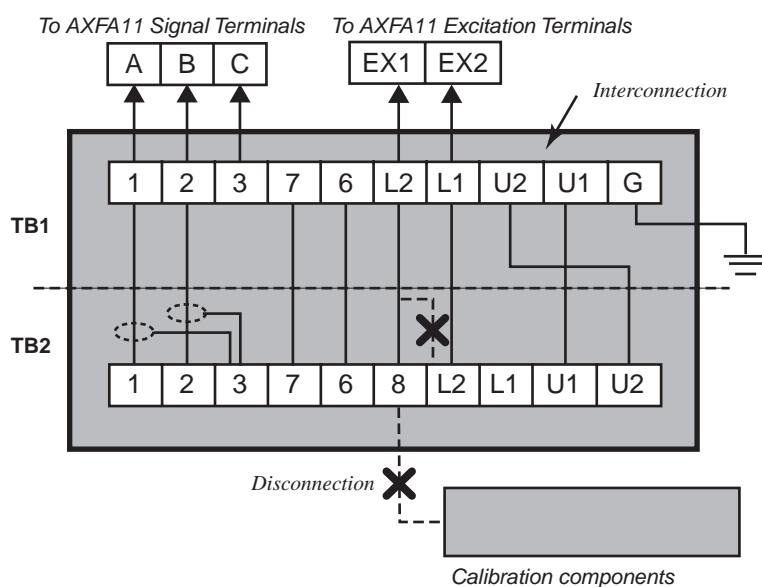 To AXFA11 Signal Terminals
To AXFA11 Excitation Terminals
A B C
EX1 EX2
Interconnection
1 2 3 7 6 L2 L1 U2 U1 G
TB1
TB2
1 2 3 7 6 8 L2 L1 U1 U2
Disconnection
Calibration components